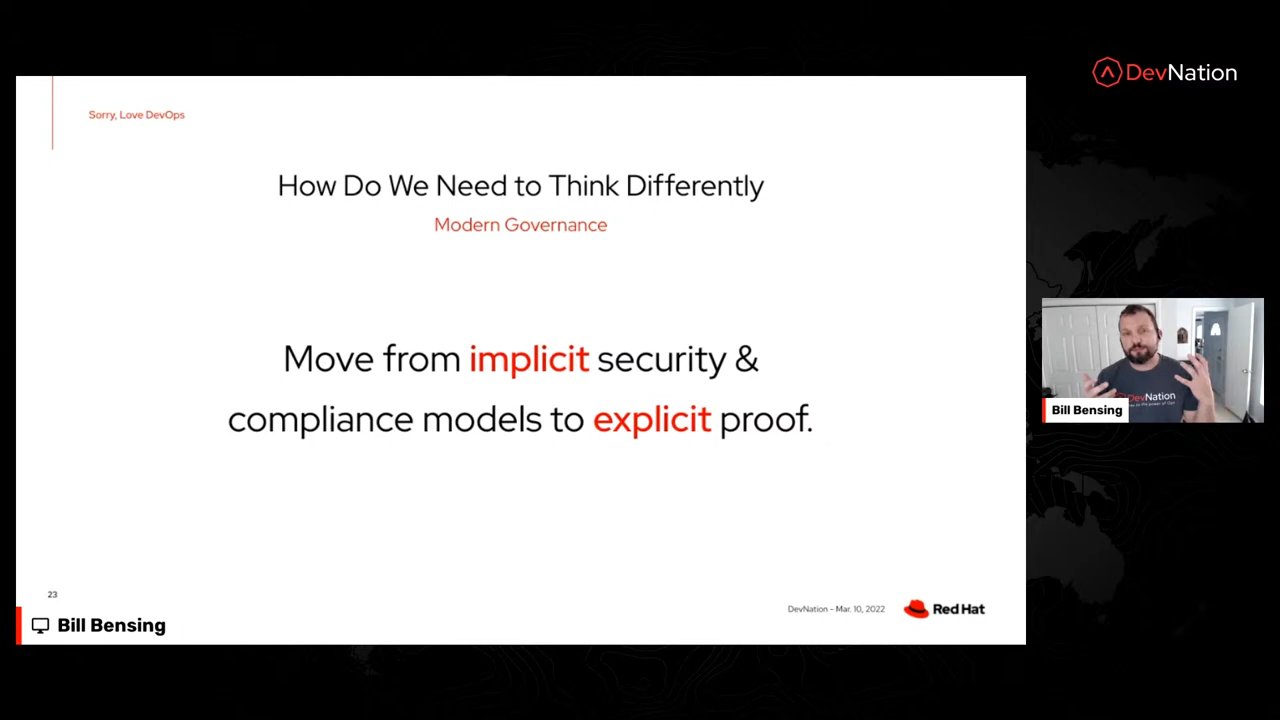 DevNation
Sorry, Love DevOps
How Do We Need to Think Differently
Modern Governance
Move from implicit security &
compliance models to explicit proof.
23
DevNation - Mar. 10, 2022
Red Hat
Bill Bensing
Nation
Bill Bensing